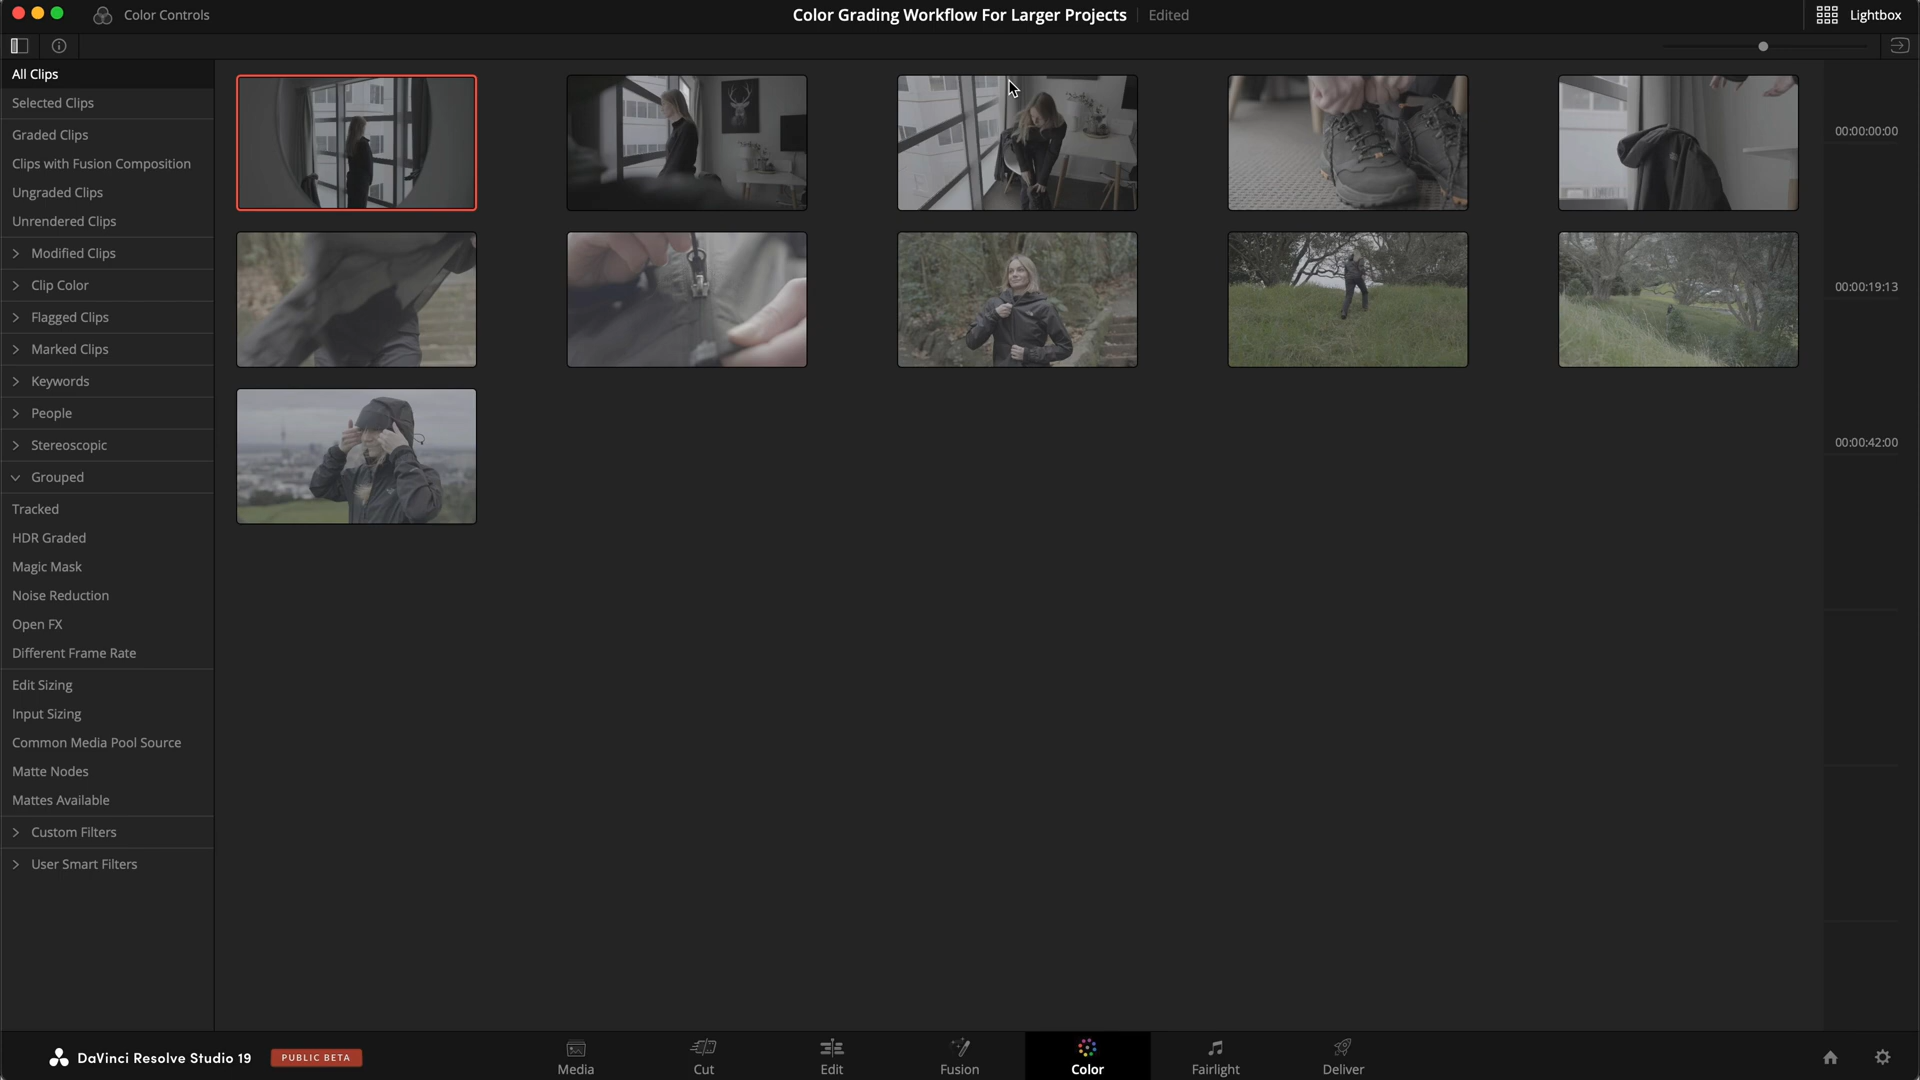 Color Controls
Color Grading Workflow For Larger Projects
Edited
Lightbox
All Clips
Selected Clips
Graded Clips
Clips with Fusion Composition
Ungraded Clips
Unrendered Clips
Modified Clips
Clip Color
Flagged Clips
Marked Clips
Keywords
People
Stereoscopic
Grouped
Tracked
HDR Graded
Magic Mask
Noise Reduction
Open FX
Different Frame Rate
Edit Sizing
Input Sizing
Common Media Pool Source
Matte Nodes
Mattes Available
Custom Filters
User Smart Filters
00:00:00:00
00:00:19:13
00:00:42:00
DaVinci Resolve Studio 19
PUBLIC BETA
Media
Cut
Edit
Fusion
Color
Fairlight
Deliver